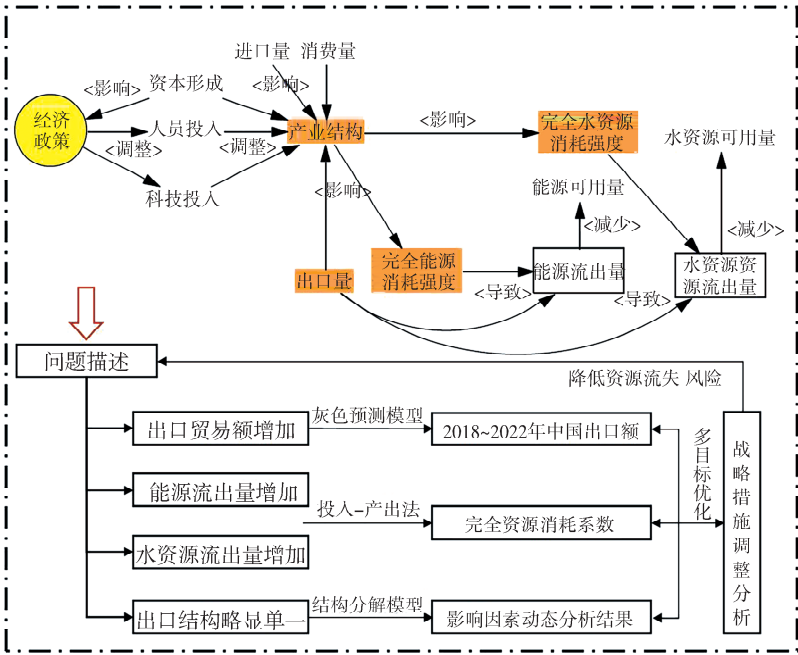 进口量 消费量
<影响> 资本形成 <影响>
经济
政策
人员投入
产业结构
<影响>
完全水资源
消耗强度
水资源可用量
<调整>
<调整>
科技投入
<影响>
能源可用量
<减少>
<减少>
出口量
完全能源
消耗强度
能源流出量
水资源资
源流出量
<导致>
<导致>
问题描述
降低资源流失 风险
出口贸易额增加
灰色预测模型
2018~2022年中国出口额
能源流出量增加
投入-产出法
完全资源消耗系数
水资源流出量增加
出口结构略显单一
结构分解模型
影响因素动态分析结果
多目标优化
战略措施调整分析